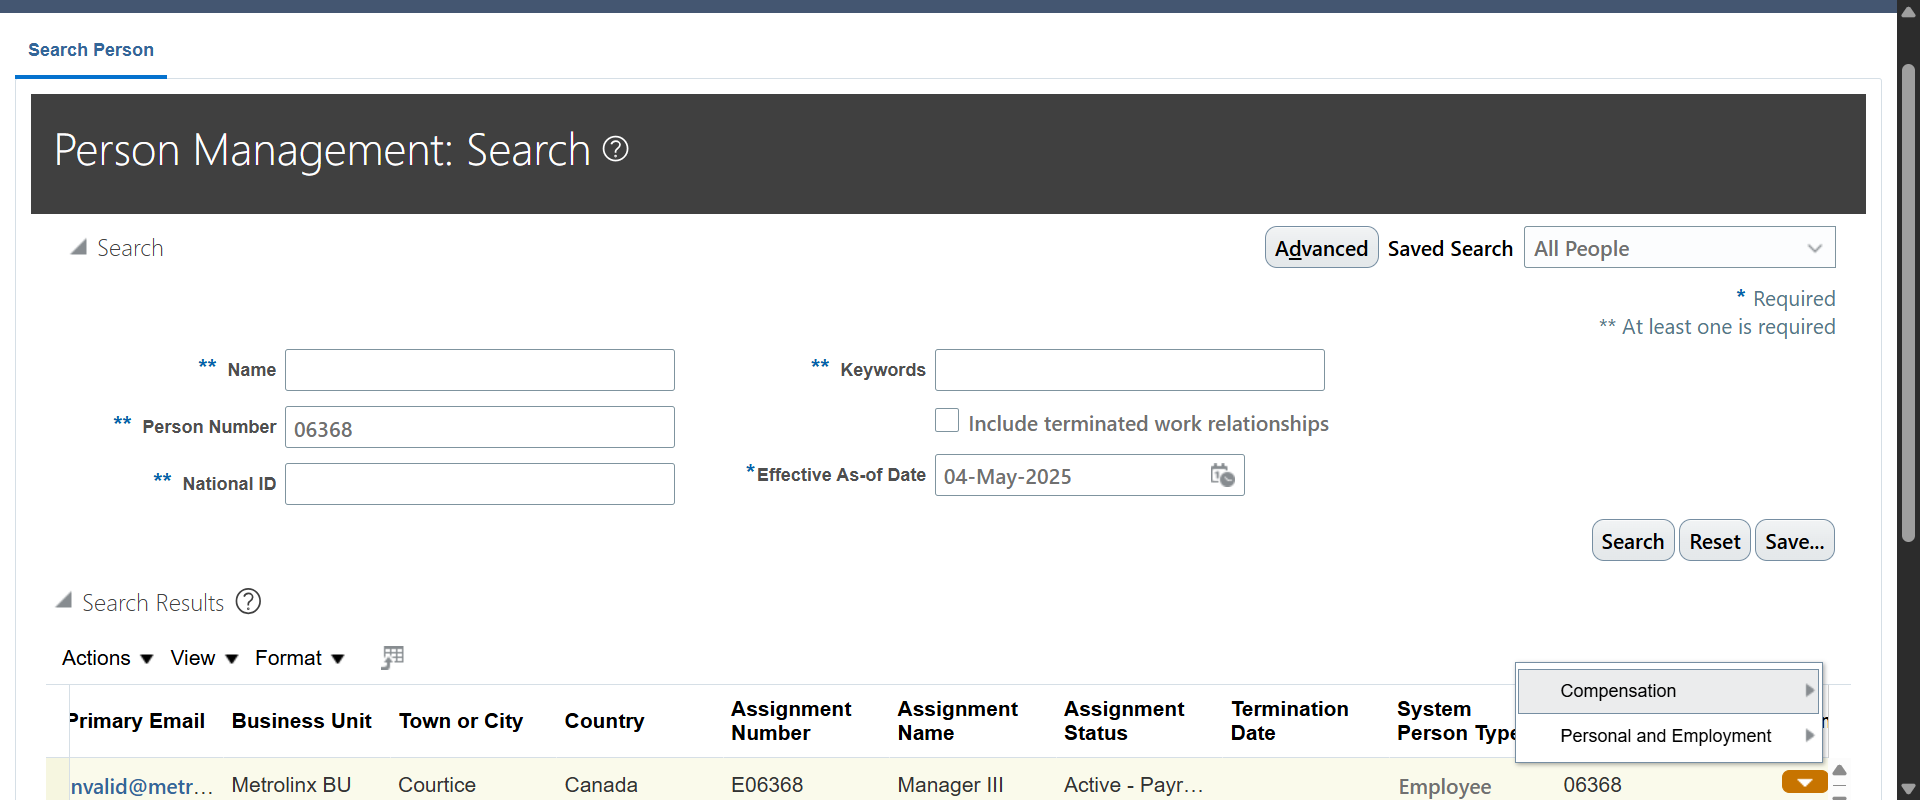 Search Person
Person Management: Search
Search
Advanced Saved Search All People
* Required
** At least one is required
** Name
** Keywords
** Person Number 06368
Include terminated work relationships
** National ID
*Effective As-of Date 04-May-2025
Search Reset Save...
Search Results
Actions View Format
Compensation
Personal and Employment
Primary Email Business Unit Town or City Country Assignment Number Assignment Name Assignment Status Termination Date System Person Type
nvalid@metr... Metrolinx BU Courtice Canada E06368 Manager III Active - Payr... Employee 06368